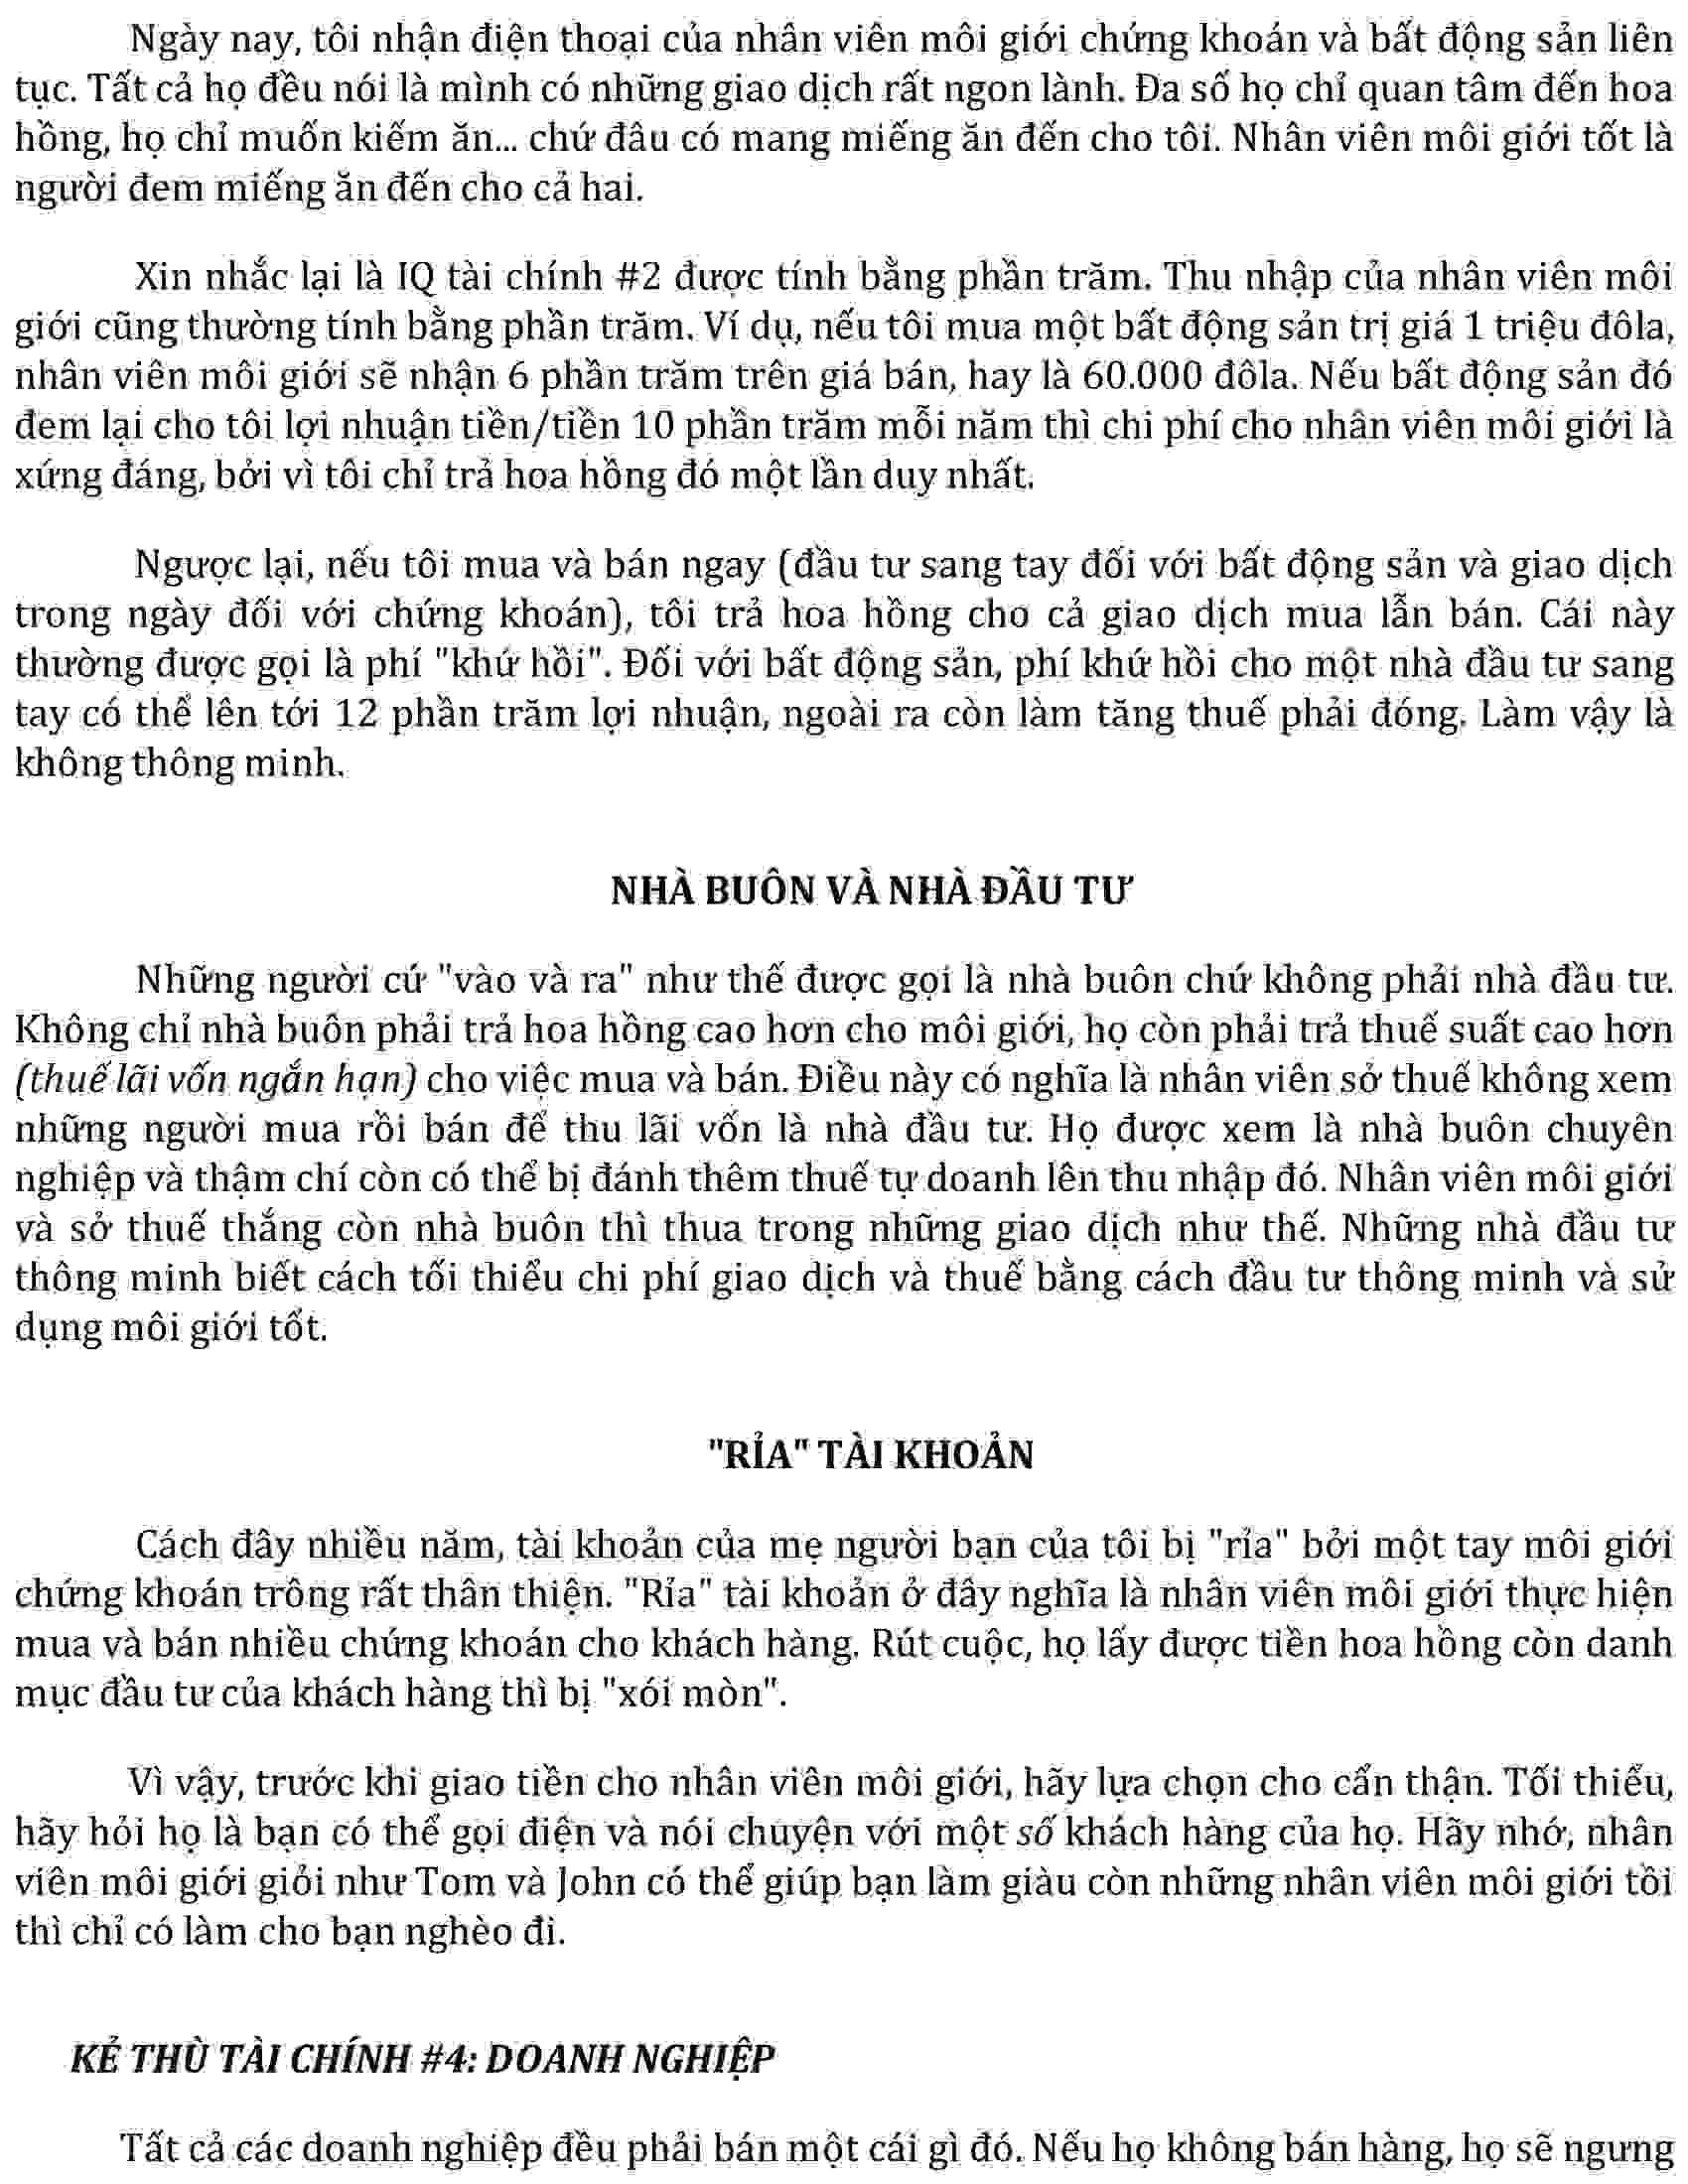 Ngày nay, tôi nhận điện thoại của nhân viên môi giới chứng khoán và bất động sản liên
tục. Tất cả họ đều nói là mình có những giao dịch rất ngon lành. Đa số họ chỉ quan tâm đến hoa
hồng, họ chỉ muốn kiếm ăn... chứ đâu có mang miếng ăn đến cho tôi. Nhân viên môi giới tốt là
người đem miếng ăn đến cho cả hai.
Xin nhắc lại là IQ tài chính #2 được tính bằng phần trăm. Thu nhập của nhân viên môi
giới cũng thường tính bằng phần trăm. Ví dụ, nếu tôi mua một bất động sản trị giá 1 triệu đôla,
nhân viên môi giới sẽ nhận 6 phần trăm trên giá bán, hay là 60.000 đôla. Nếu bất động sản đó
đem lại cho tôi lợi nhuận tiền/tiền 10 phần trăm mỗi năm thì chi phí cho nhân viên môi giới là
xứng đáng, bởi vì tôi chỉ trả hoa hồng đó một lần duy nhất.
Ngược lại, nếu tôi mua và bán ngay (đầu tư sang tay đối với bất động sản và giao dịch
trong ngày đối với chứng khoán), tôi trả hoa hồng cho cả giao dịch mua lẫn bán. Cái này
thường được gọi là phí "khứ hồi". Đối với bất động sản, phí khứ hồi cho một nhà đầu tư sang
tay có thể lên tới 12 phần trăm lợi nhuận, ngoài ra còn làm tăng thuế phải đóng. Làm vậy là
không thông minh.
NHÀ BUÔN VÀ NHÀ ĐẦU TƯ
Những người cứ "vào và ra" như thế được gọi là nhà buôn chứ không phải nhà đầu tư.
Không chỉ nhà buôn phải trả hoa hồng cao hơn cho môi giới, họ còn phải trả thuế suất cao hơn
(thuế lãi vốn ngắn hạn) cho việc mua và bán. Điều này có nghĩa là nhân viên sở thuế không xem
những người mua rồi bán để thu lãi vốn là nhà đầu tư. Họ được xem là nhà buôn chuyên
nghiệp và thậm chí còn có thể bị đánh thêm thuế tự doanh lên thu nhập đó. Nhân viên môi giới
và sở thuế thắng còn nhà buôn thì thua trong những giao dịch như thế. Những nhà đầu tư
thông minh biết cách tối thiểu chi phí giao dịch và thuế bằng cách đầu tư thông minh và sử
dụng môi giới tốt.
"RỈA" TÀI KHOẢN
Cách đây nhiều năm, tài khoản của mẹ người bạn của tôi bị "rỉa" bởi một tay môi giới
chứng khoán trông rất thân thiện. "Rỉa" tài khoản ở đây nghĩa là nhân viên môi giới thực hiện
mua và bán nhiều chứng khoán cho khách hàng. Rút cuộc, họ lấy được tiền hoa hồng còn danh
mục đầu tư của khách hàng thì bị "xói mòn".
Vì vậy, trước khi giao tiền cho nhân viên môi giới, hãy lựa chọn cho cẩn thận. Tối thiểu,
hãy hỏi họ là bạn có thể gọi điện và nói chuyện với một số khách hàng của họ. Hãy nhớ, nhân
viên môi giới giỏi như Tom và John có thể giúp bạn làm giàu còn những nhân viên môi giới tồi
thì chỉ có làm cho bạn nghèo đi.
KẺ THÙ TÀI CHÍNH #4: DOANH NGHIỆP
Tất cả các doanh nghiệp đều phải bán một cái gì đó. Nếu họ không bán hàng, họ sẽ ngưng